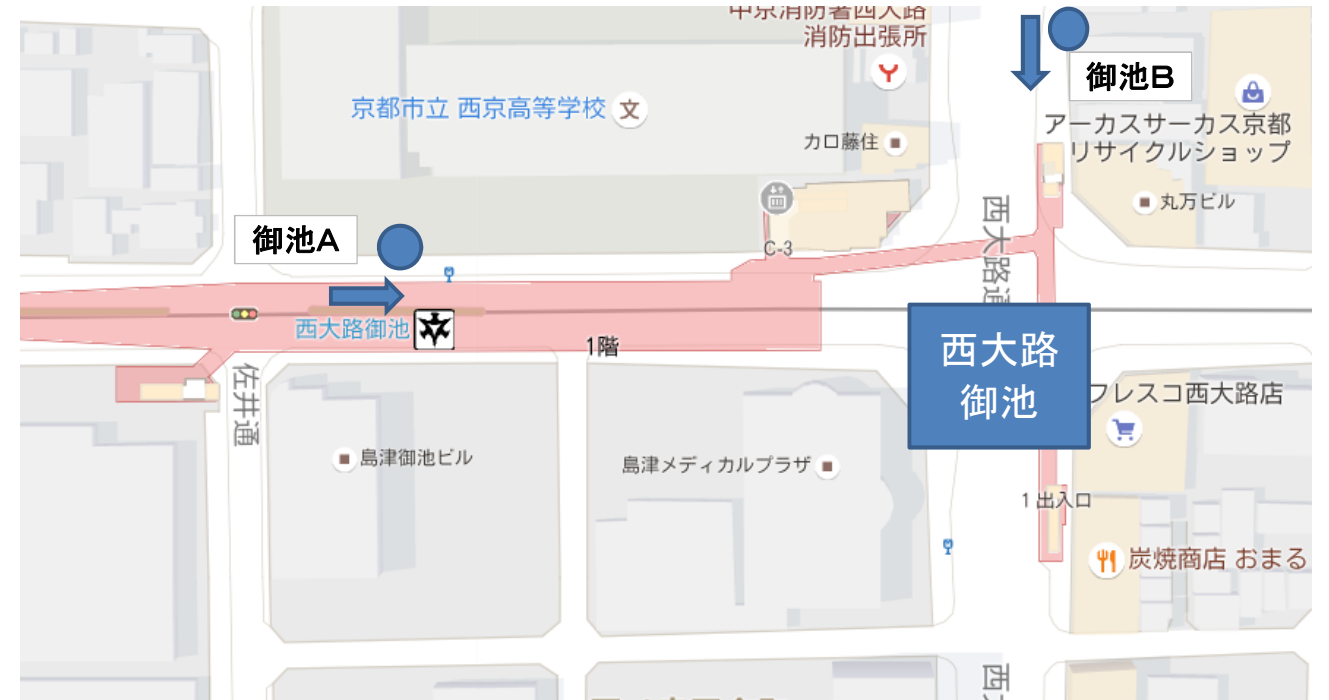 中京消防署西大路
消防出張所
御池B
京都市立 西京高等学校
文
アーカスサーカス京都
リサイクルショップ
カロ藤住
丸万ビル
西大路通
御池A
C-3
西大路御池
1階
西大路
御池
佐井通
フレスコ西大路店
島津御池ビル
島津メディカルプラザ
1 出入口
炭焼商店 おまる
西